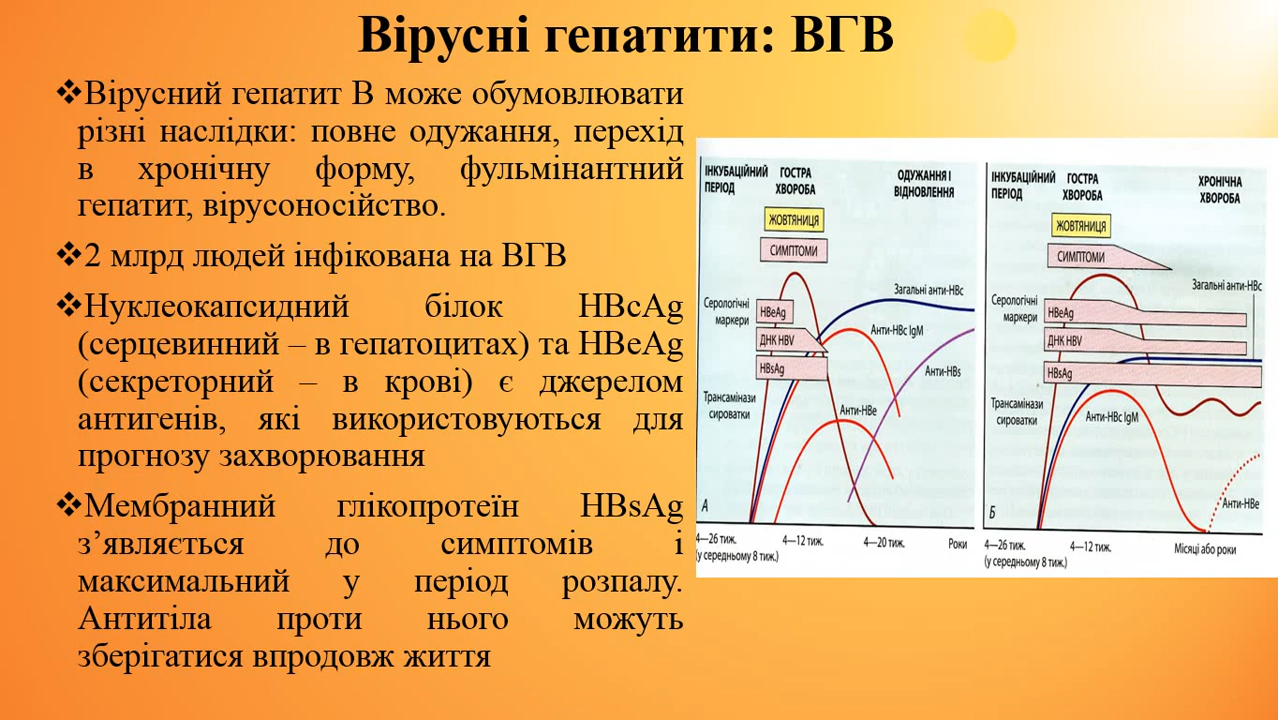 Вірусні гепатити: ВГВ
❖Вірусний гепатит В може обумовлювати
різні наслідки: повне одужання, перехід
в хронічну форму, фульмінантний
гепатит, вірусоносійство.
❖2 млрд людей інфікована на ВГВ
❖Нуклеокапсидний білок HBcAg
(серцевинний – в гепатоцитах) та HBeAg
(секреторний – в крові) є джерелом
антигенів, які використовуються для
прогнозу захворювання
❖Мембранний глікопротеїн HBsAg
з’являється до симптомів і
максимальний у період розпалу.
Антитіла проти нього можуть
зберігатися впродовж життя
ІНКУБАЦІЙНИЙ
ПЕРІОД
ГОСТРА
ХВОРОБА
ОДУЖАННЯ І
ВІДНОВЛЕННЯ
ЖОВТЯНИЦЯ
СИМПТОМИ
Серологічні
маркери
HBeAg
ДНК HBV
HBsAg
Загальні анти-HBc
Анти-HBc IgM
Анти-HBs
Трансамінази
сироватки
Анти-HBe
А
4—26 тиж.
(у середньому 8 тиж.)
4—12 тиж.
4—20 тиж.
Роки
ІНКУБАЦІЙНИЙ
ПЕРІОД
ГОСТРА
ХВОРОБА
ХРОНІЧНА
ХВОРОБА
ЖОВТЯНИЦЯ
СИМПТОМИ
Загальні анти-HBc
Серологічні
маркери
HBeAg
ДНК HBV
HBsAg
Трансамінази
сироватки
Анти-HBc IgM
Анти-HBe
Б
4—26 тиж.
(у середньому 8 тиж.)
4—12 тиж.
Місяці або роки